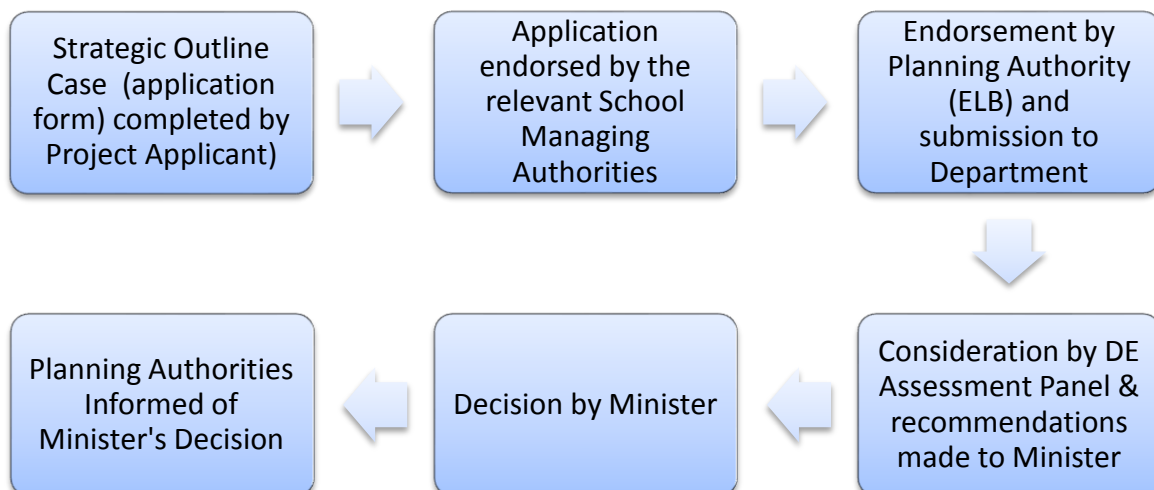 Strategic Outline
Case (application
form) completed by
Project Applicant)
Application
endorsed by the
relevant School
Managing
Authorities
Endorsement by
Planning Authority
(ELB) and
submission to
Department
Consideration by DE
Assessment Panel &
recommendations
made to Minister
Decision by Minister
Planning Authorities
Informed of
Minister's Decision